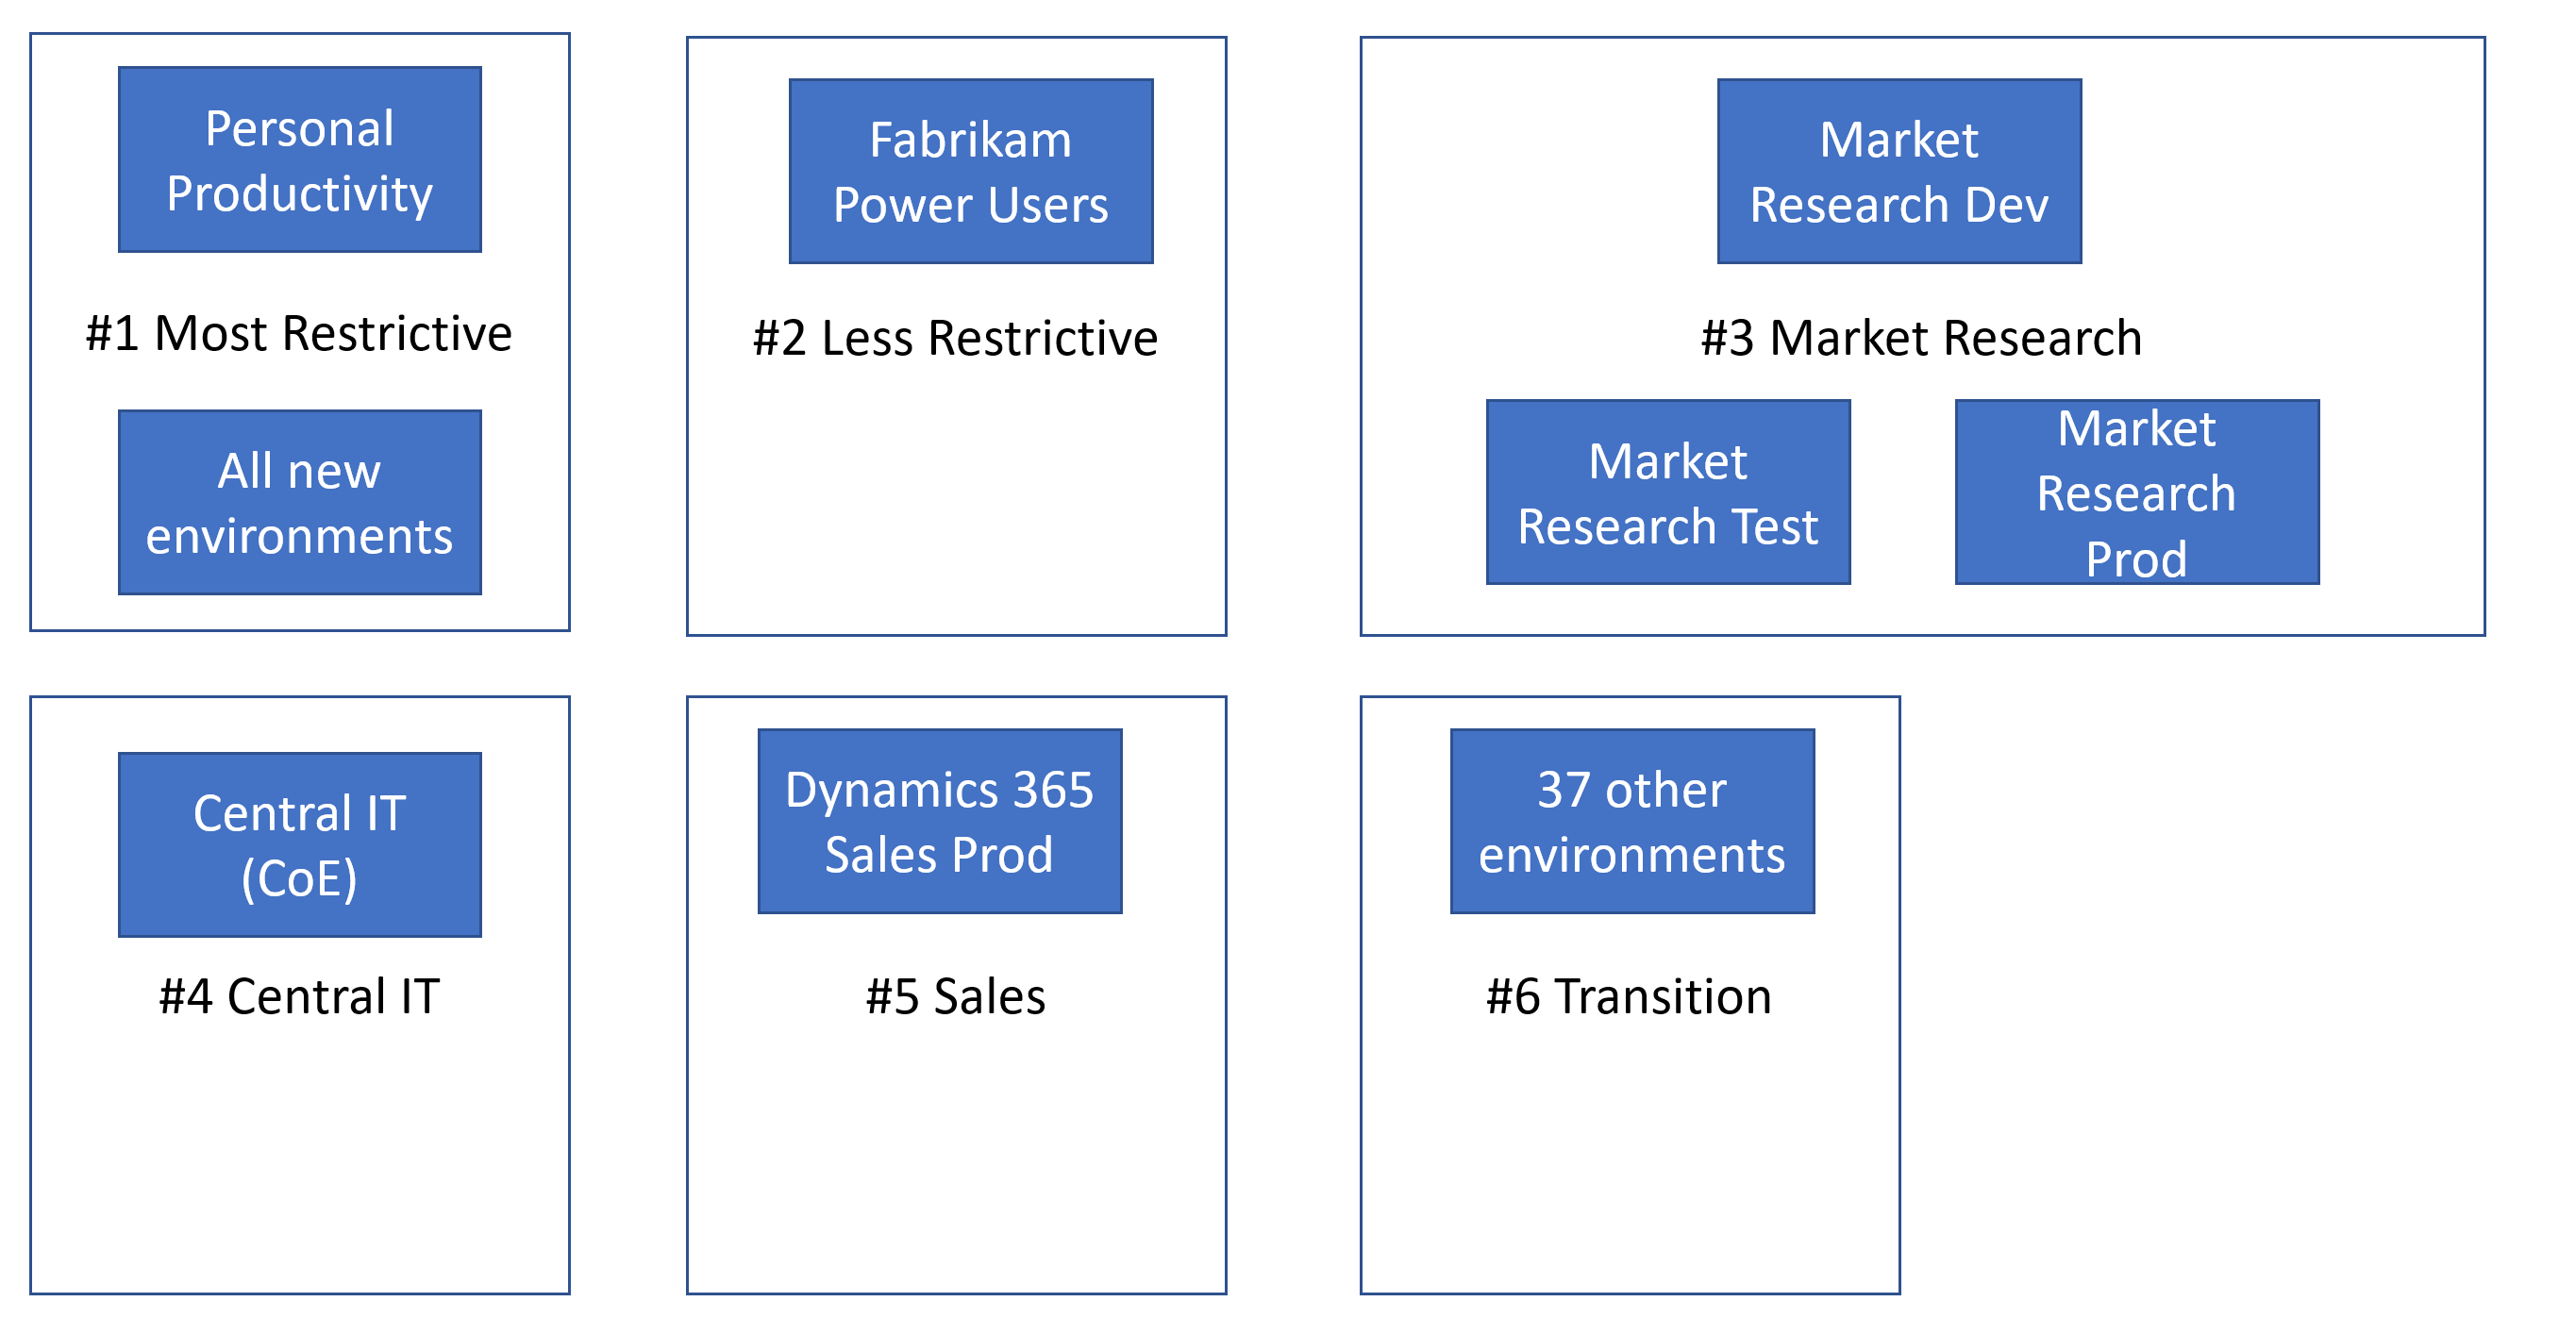 Personal
Productivity
#1 Most Restrictive
All new
environments
Fabrikam
Power Users
#2 Less Restrictive
Market
Research Dev
#3 Market Research
Market
Research Test
Market
Research
Prod
Central IT
(CoE)
#4 Central IT
Dynamics 365
Sales Prod
#5 Sales
37 other
environments
#6 Transition